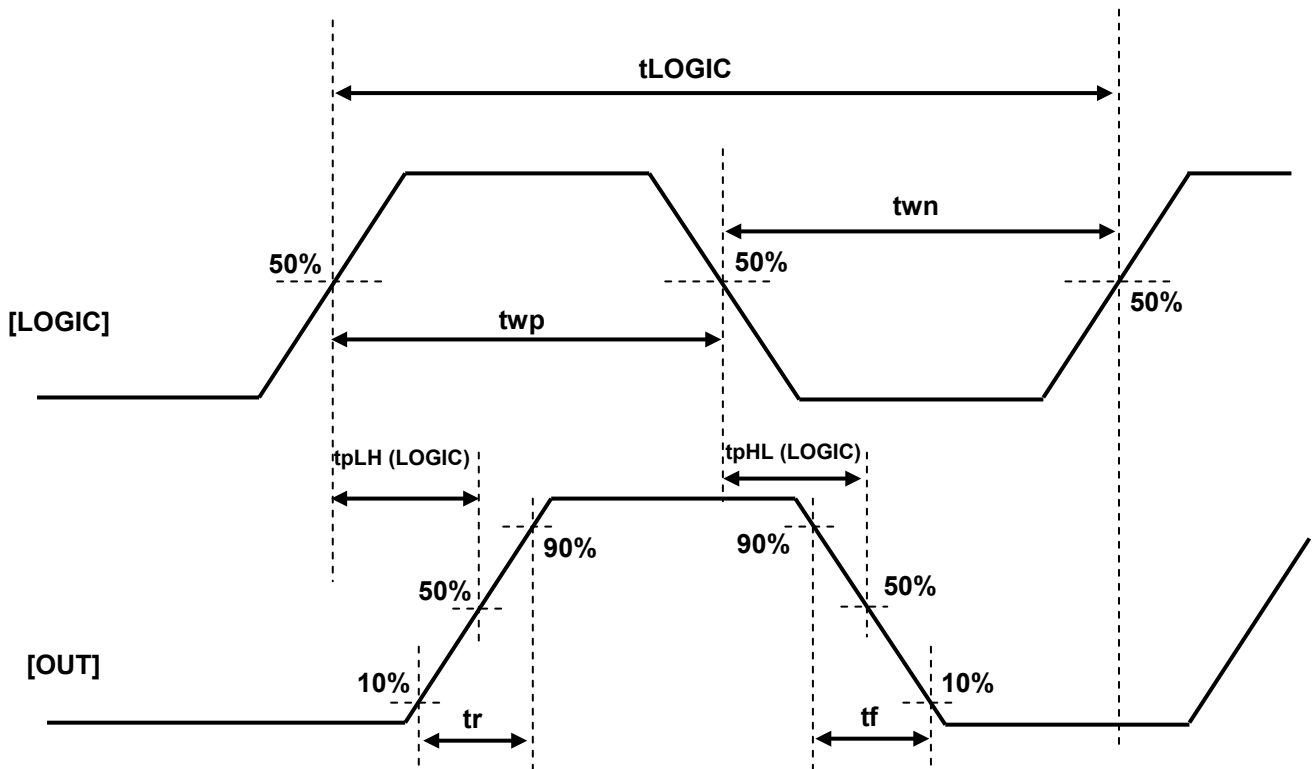 tLOGIC
twn
50%
50%
50%
[LOGIC]
twp
tpLH (LOGIC)
tpHL (LOGIC)
90%
90%
50%
50%
[OUT]
10%
10%
tr
tf